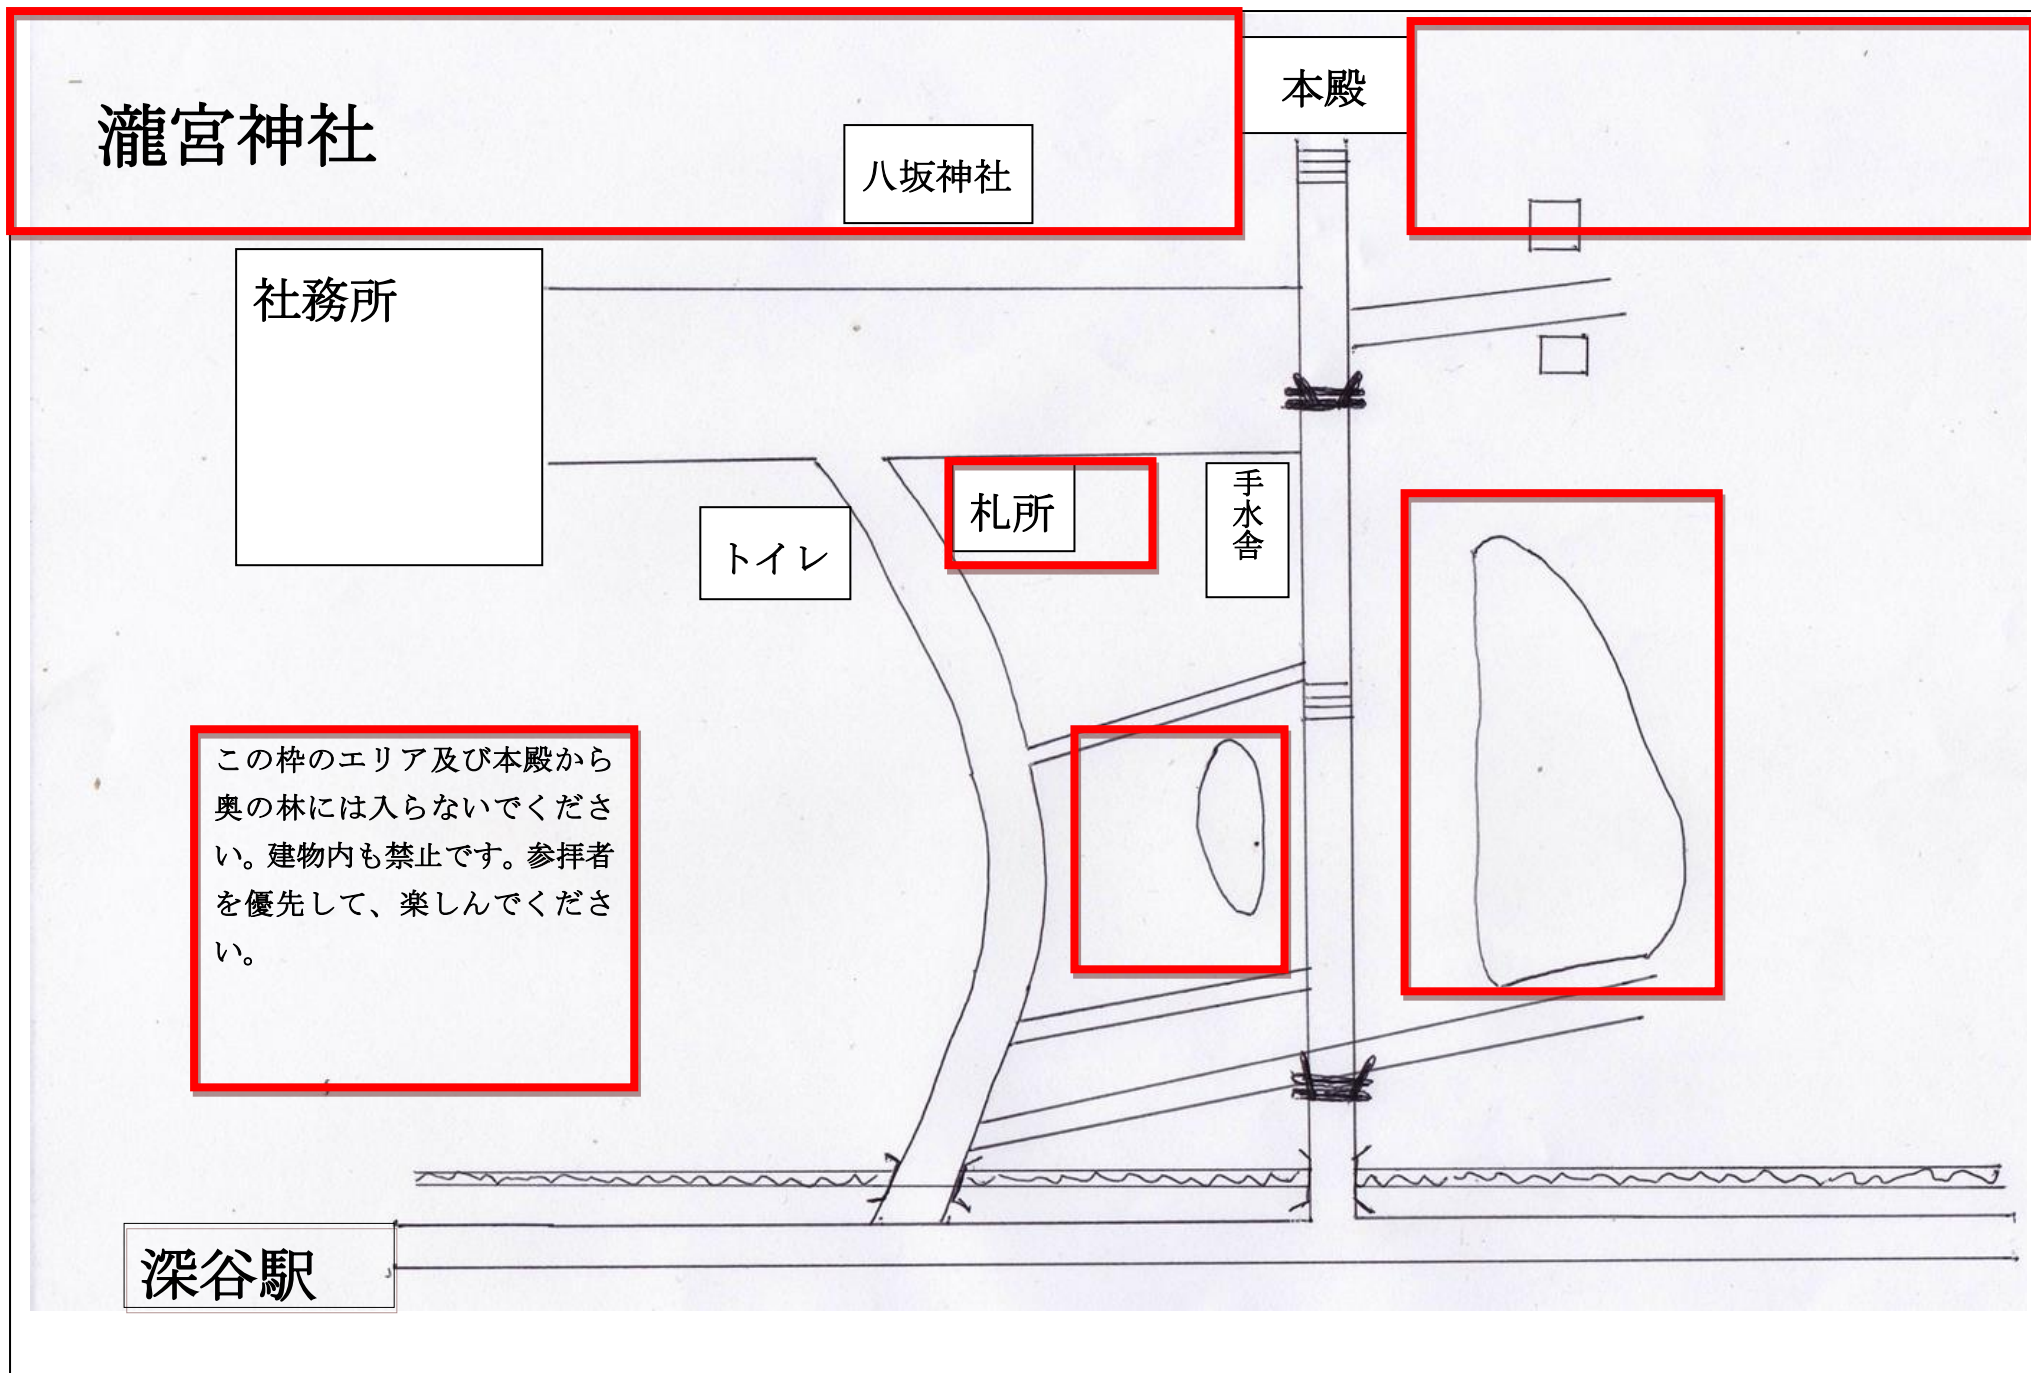 本殿
瀧宮神社
八坂神社
社務所
手水舎
札所
トイレ
この枠のエリア及び本殿から
奥の林には入らないでくださ
い。建物内も禁止です。参拝者
を優先して、楽しんでくださ
い。
深谷駅